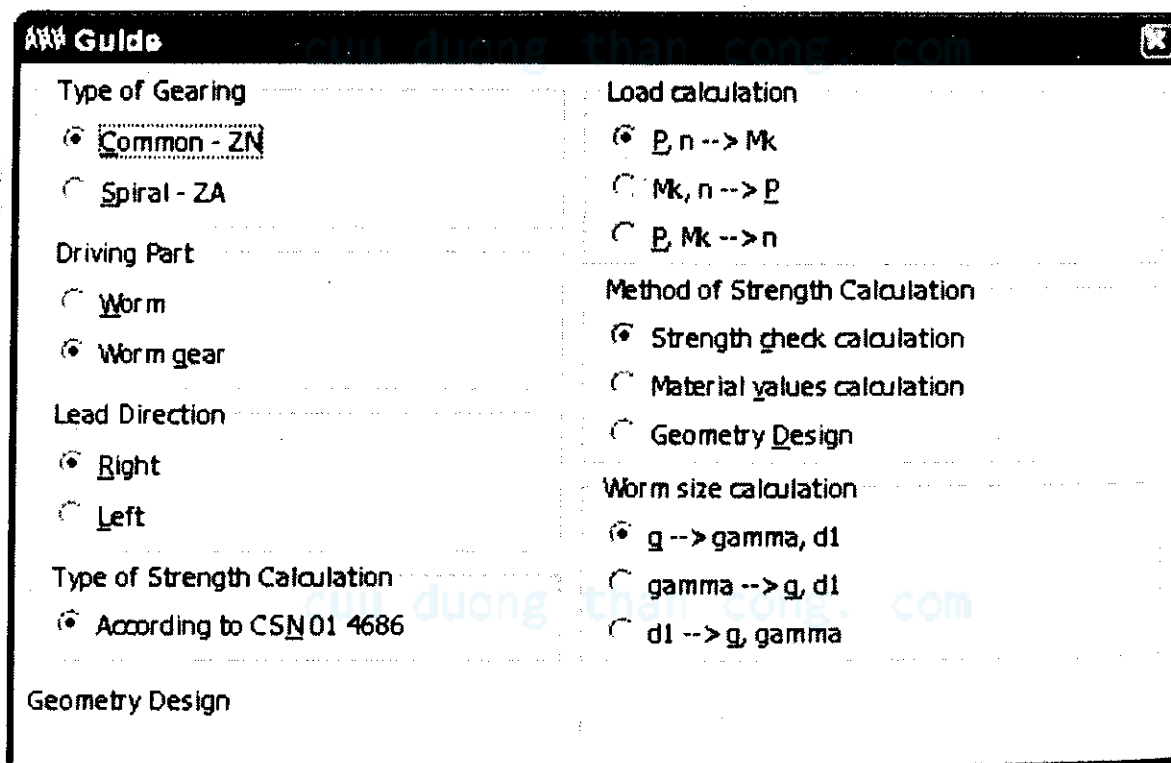 Guide
cuu duong than cong. com
Type of Gearing
Common - ZN
Spiral - ZA
Driving Part
Worm
Worm gear
Lead Direction
Right
Left
Type of Strength Calculation
According to CSN 01 4686
Load calculation
P, n --> Mk
Mk, n --> P
P, Mk --> n
Method of Strength Calculation
Strength check calculation
Material values calculation
Geometry Design
Worm size calculation
g --> gamma, d1
gamma --> g, d1
d1 --> g, gamma
cuu duong than cong. com
Geometry Design